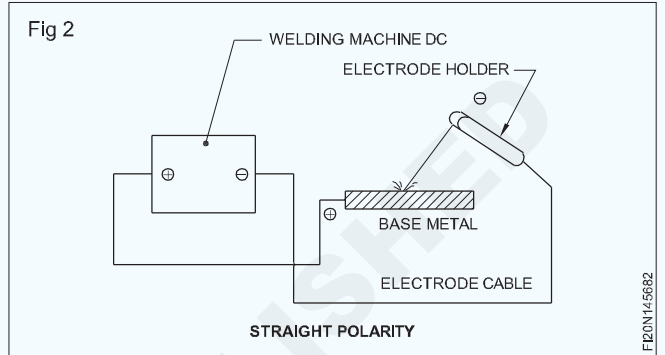 Fig 2
WELDING MACHINE DC
ELECTRODE HOLDER
⊖
⊕ ⊖
⊕
BASE METAL
ELECTRODE CABLE
STRAIGHT POLARITY
FI20N145682